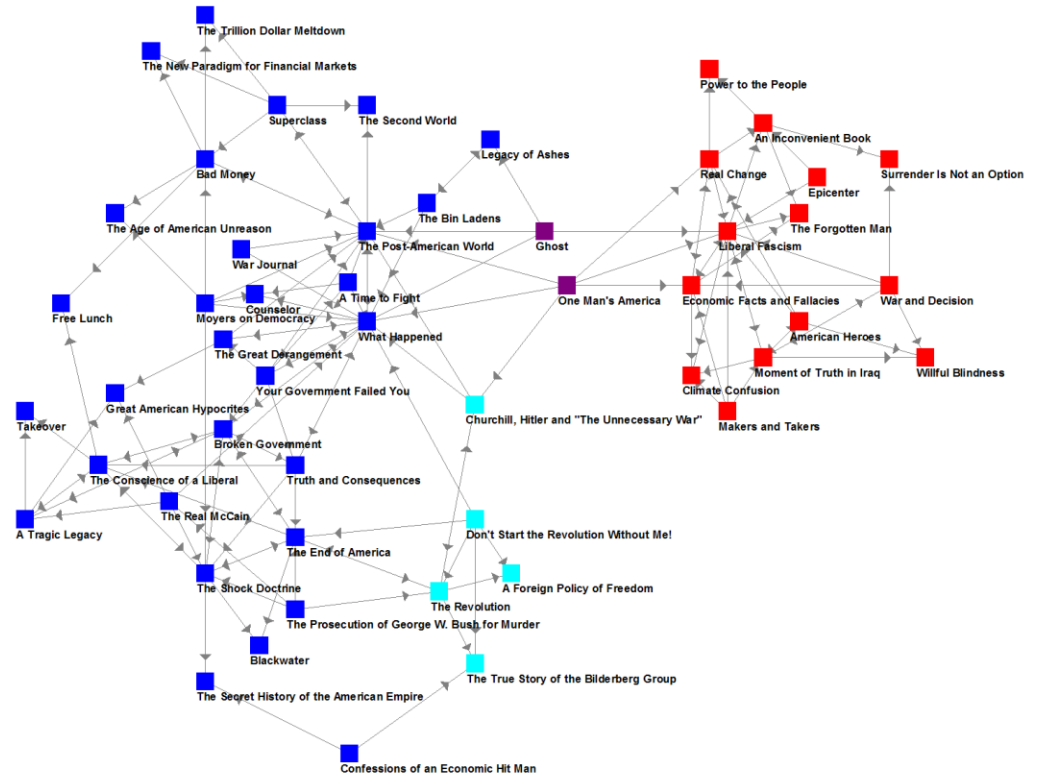 The Trillion Dollar Meltdown
The New Paradigm for Financial Markets
Power to the People
Superclass
The Second World
An Inconvenient Book
Legacy of Ashes
Bad Money
Real Change
Surrender Is Not an Option
Epicenter
The Age of American Unreason
The Bin Ladens
The Forgotten Man
War Journal
The Post-American World
Ghost
Liberal Fascism
A Time to Fight
Counselor
Free Lunch
Moyers on Democracy
One Man's America
Economic Facts and Fallacies
War and Decision
What Happened
American Heroes
The Great Derangement
Your Government Failed You
Climate Confusion
Moment of Truth in Iraq
Willful Blindness
Great American Hypocrites
Takeover
Churchill, Hitler and "The Unnecessary War"
Makers and Takers
Broken Government
The Conscience of a Liberal
Truth and Consequences
The Real McCain
A Tragic Legacy
Don't Start the Revolution Without Me!
The End of America
The Shock Doctrine
A Foreign Policy of Freedom
The Revolution
The Prosecution of George W. Bush for Murder
Blackwater
The True Story of the Bilderberg Group
The Secret History of the American Empire
Confessions of an Economic Hit Man